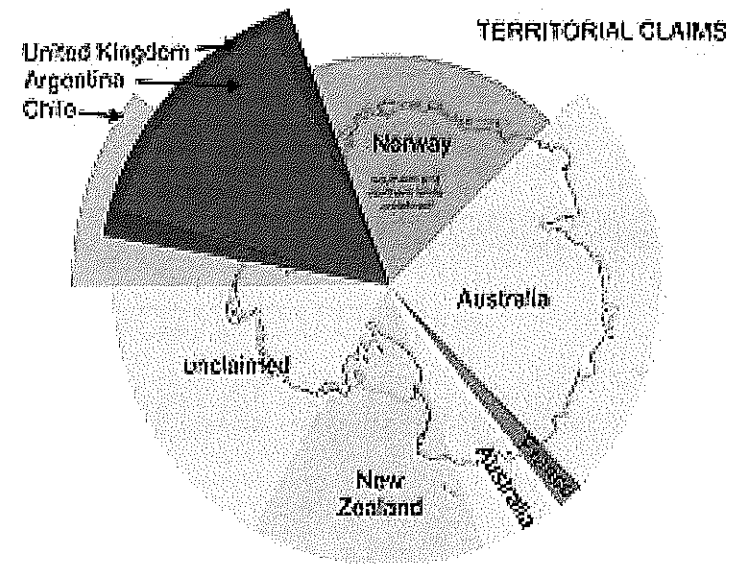 TERRITORIAL CLAIMS
United Kingdom
Argentina
Chile
Norway
Australia
unclaimed
New
Zealand
Australia